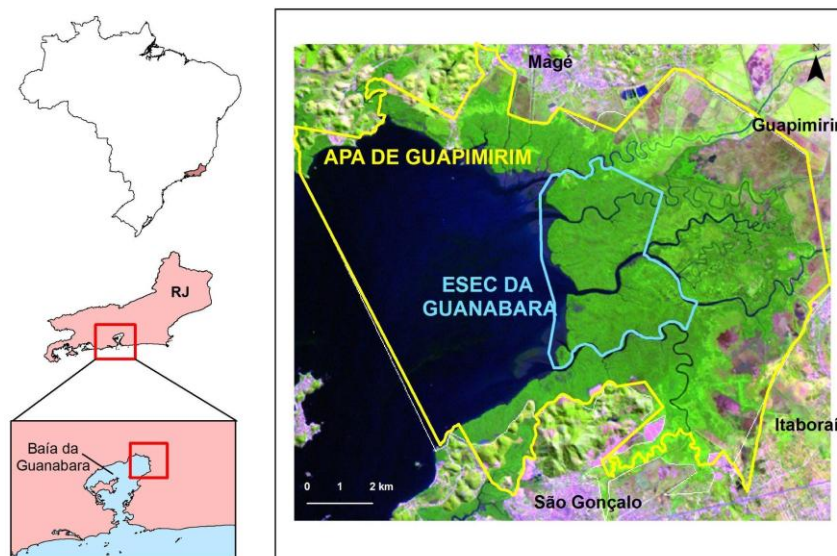 RJ
Baía da
Guanabara
N
Magé
Guapimirim
APA DE GUAPIMIRIM
ESEC DA
GUANABARA
Itaboraí
São Gonçalo
0 1 2 km